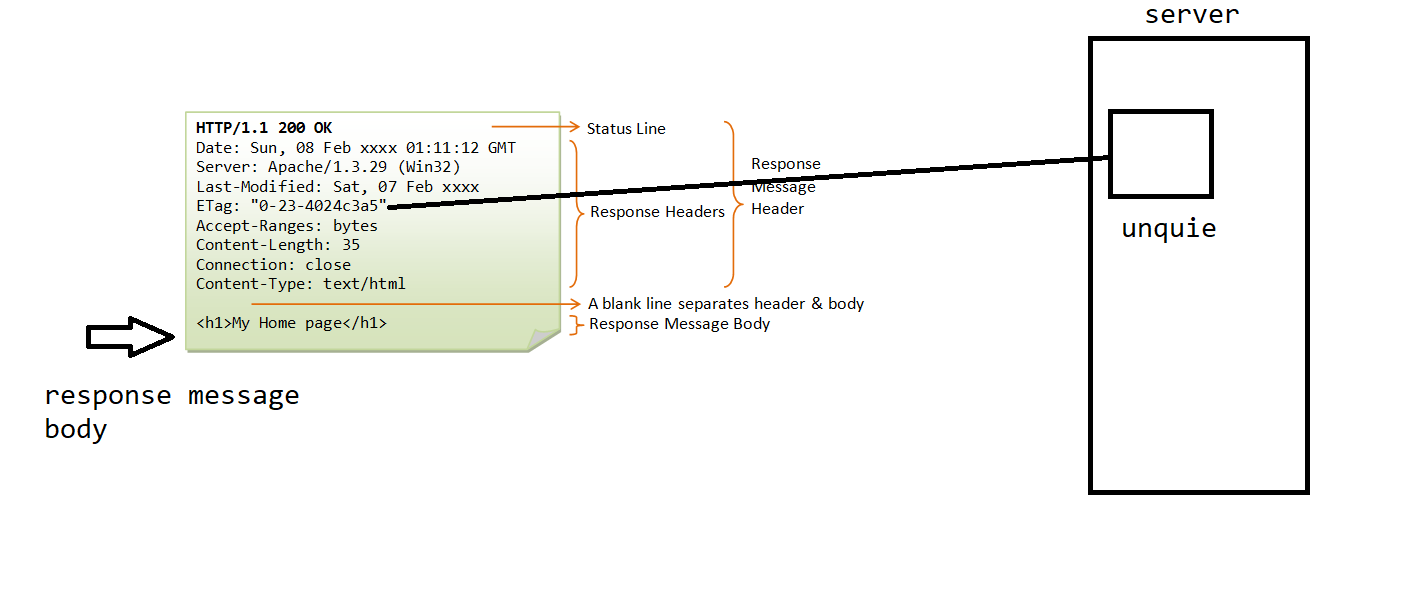 server
HTTP/1.1 200 OK
Status Line
Date: Sun, 08 Feb xxxx 01:11:12 GMT
Server: Apache/1.3.29 (Win32)
Last-Modified: Sat, 07 Feb xxxx
ETag: "0-23-4024c3a5"
Accept-Ranges: bytes
Content-Length: 35
Connection: close
Content-Type: text/html
Response Headers
Response
Message
Header
unquie
A blank line separates header & body
<h1>My Home page</h1>
Response Message Body
response message
body